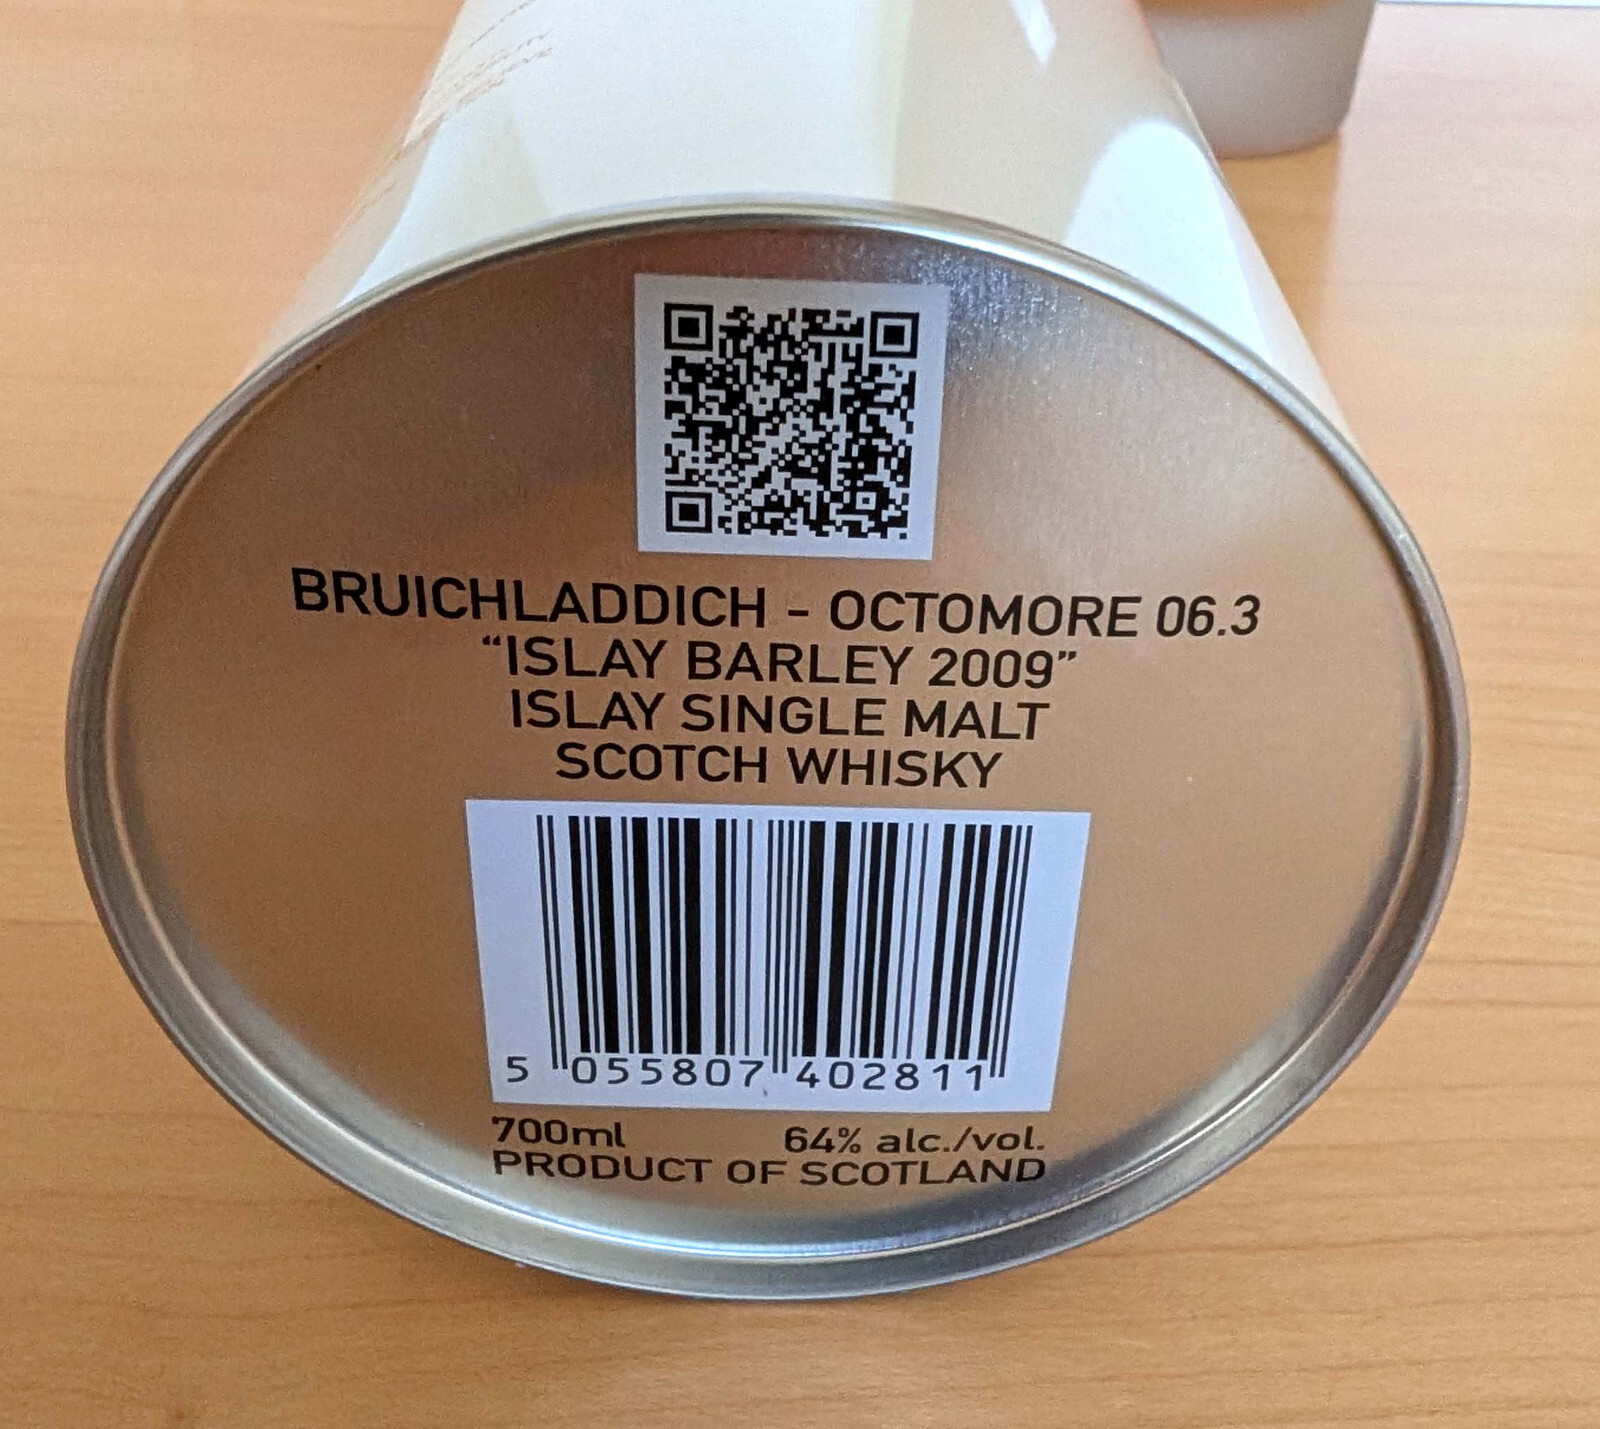 BRUICHLADDICH - OCTOMORE 06.3
“ISLAY BARLEY 2009”
ISLAY SINGLE MALT
SCOTCH WHISKY
5 055807 402811
700ml 64% alc./vol.
PRODUCT OF SCOTLAND